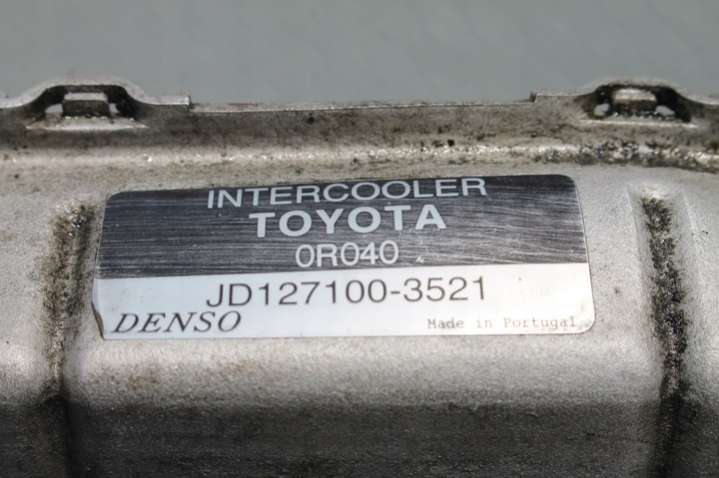 INTERCOOLER
TOYOTA
0R040
JD127100-3521
DENSO
Made in Portugal